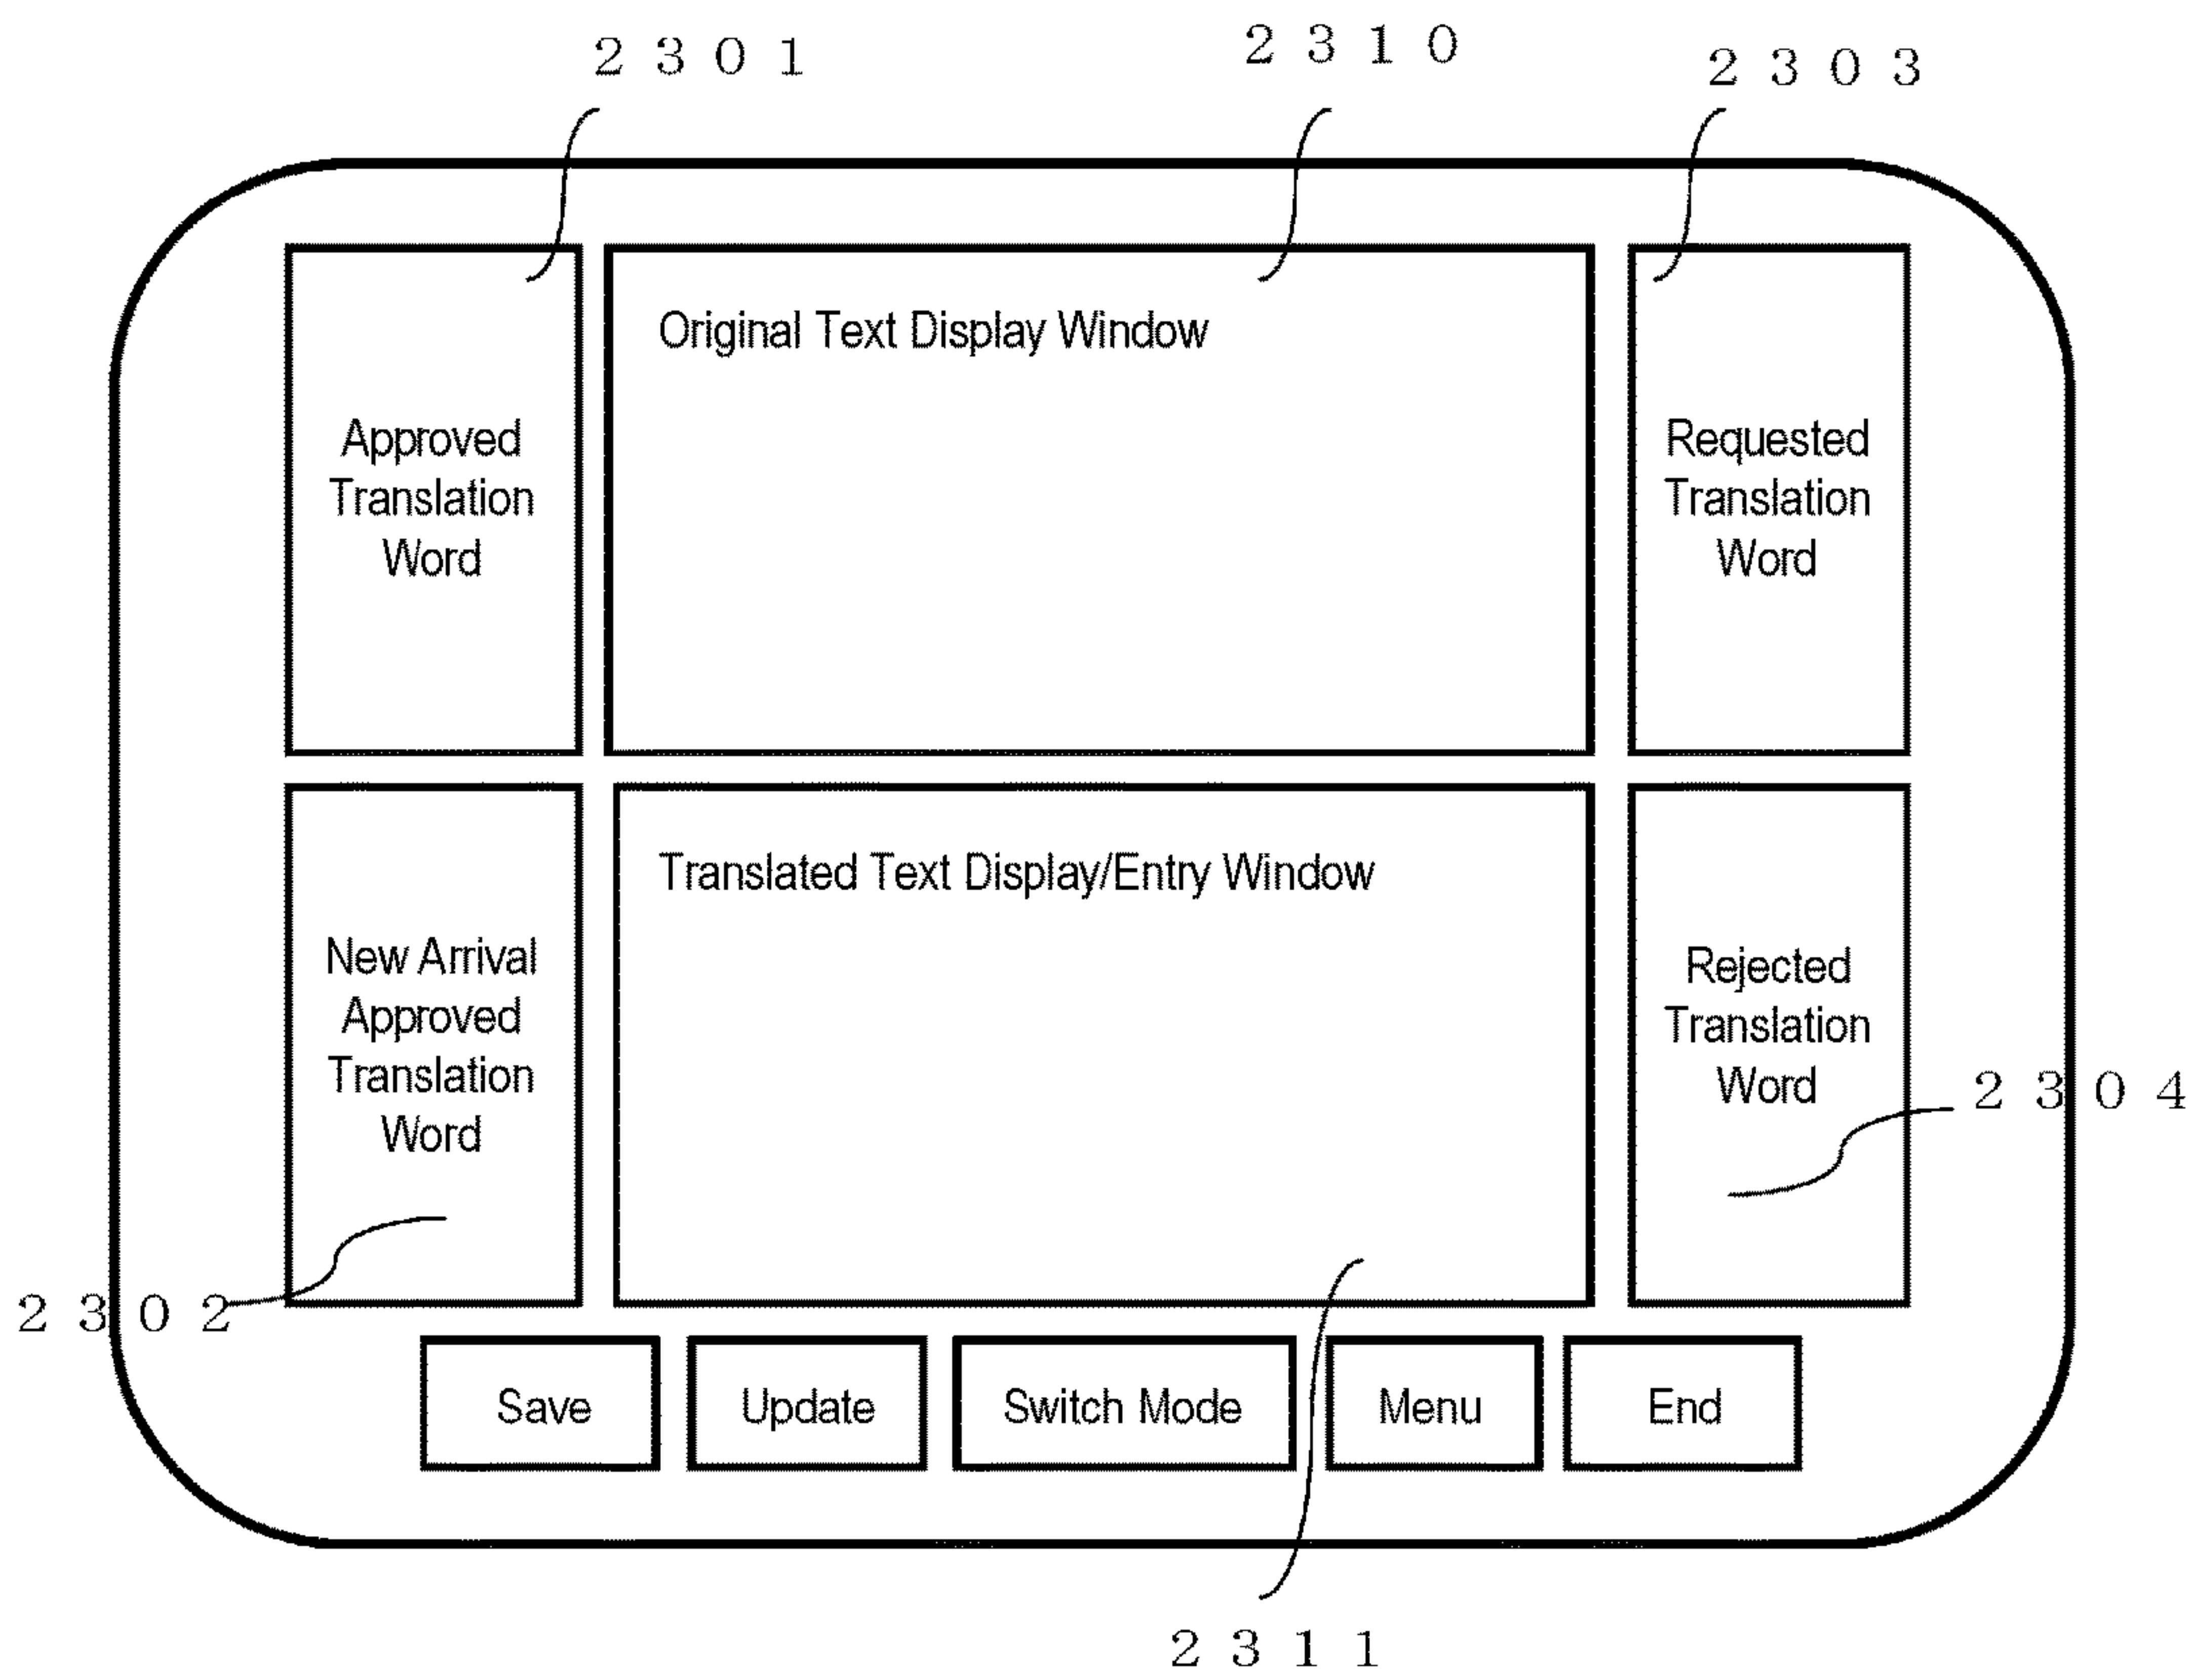 2301
2310
2303
Approved
Translation
Word
Original Text Display Window
Requested
Translation
Word
New Arrival
Approved
Translation
Word
Translated Text Display/Entry Window
Rejected
Translation
Word
2304
2302
Save
Update
Switch Mode
Menu
End
2311